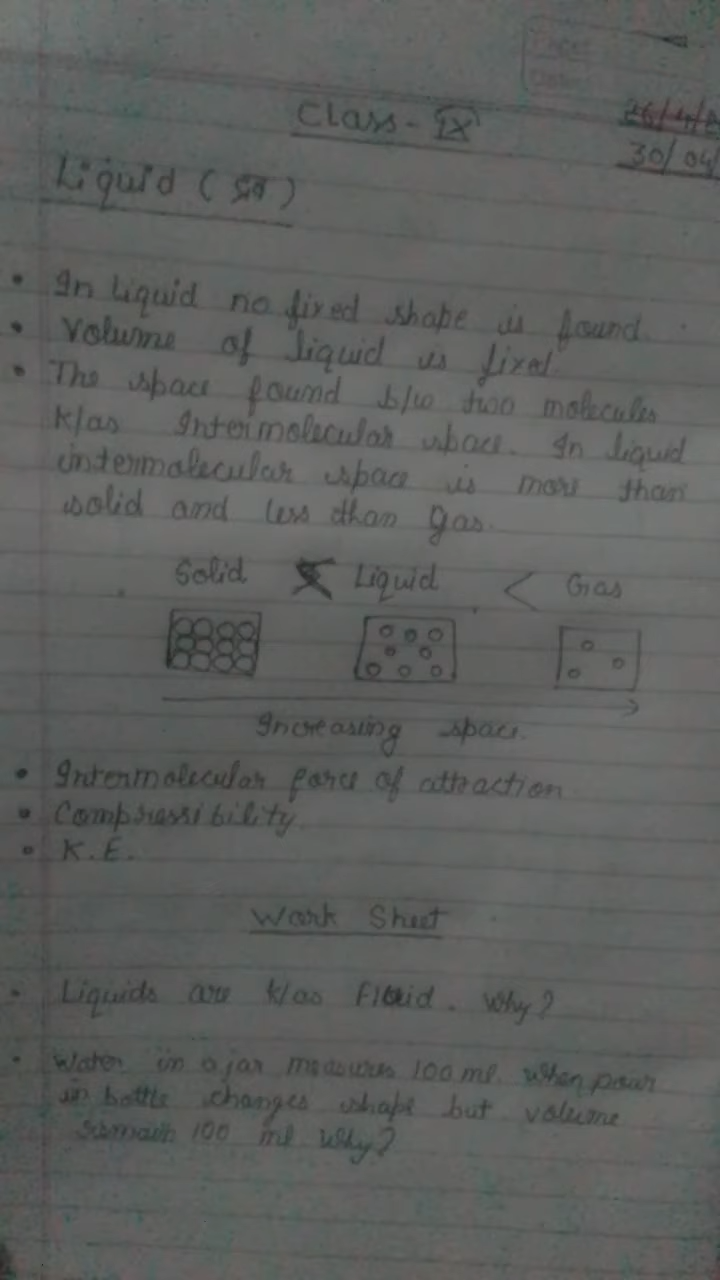 Class - IX
26/4/
30/04/
Liquid (द्रव)
• In Liquid no fixed shape is found.
• Volume of liquid is fixed.
• The space found b/w two molecules
k/as Intermolecular space. In liquid
intermolecular space is more than
solid and less than gas.
Solid < Liquid < Gas
Increasing space.
• Intermolecular force of attraction
• Compressibility.
• K.E.
Work Sheet
• Liquids are k/as Fluid. Why?
• Water in a jar measures 100 ml. when pour
in bottle changes shape but volume
remain 100 ml Why?